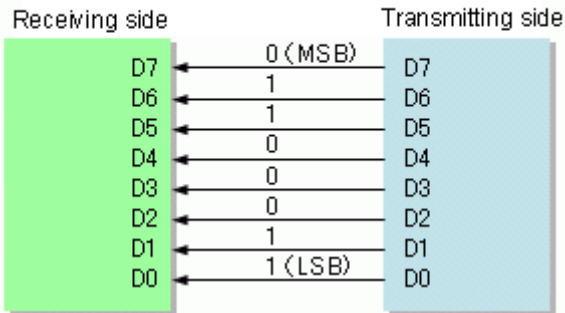 Receiving side Transmitting side
D7 0 (MSB) D7
D6 1 D6
D5 1 D5
D4 0 D4
D3 0 D3
D2 0 D2
D1 1 D1
D0 1 (LSB) D0